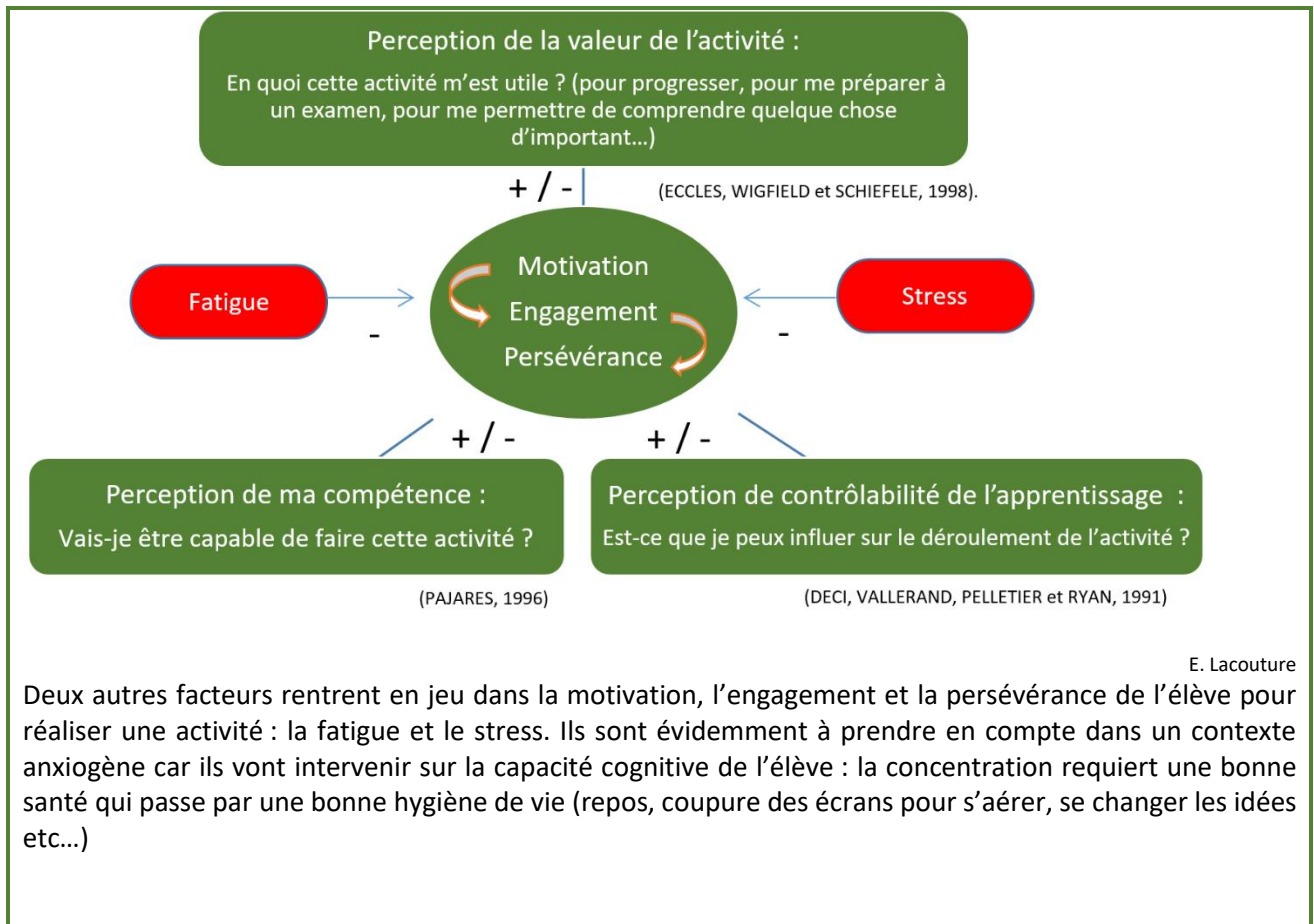 Perception de la valeur de l’activité :
En quoi cette activité m’est utile ? (pour progresser, pour me préparer à
un examen, pour me permettre de comprendre quelque chose
d’important…)
+ / -
(ECCLES, WIGFIELD et SCHIEFELE, 1998).
Motivation
Fatigue
Engagement
Stress
-
-
Persévérance
+ / -
+ / -
Perception de ma compétence :
Vais-je être capable de faire cette activité ?
Perception de contrôlabilité de l’apprentissage :
Est-ce que je peux influer sur le déroulement de l’activité ?
(PAJARES, 1996)
(DECI, VALLERAND, PELLETIER et RYAN, 1991)
E. Lacouture
Deux autres facteurs rentrent en jeu dans la motivation, l’engagement et la persévérance de l’élève pour
réaliser une activité : la fatigue et le stress. Ils sont évidemment à prendre en compte dans un contexte
anxiogène car ils vont intervenir sur la capacité cognitive de l’élève : la concentration requiert une bonne
santé qui passe par une bonne hygiène de vie (repos, coupure des écrans pour s’aérer, se changer les idées
etc…)